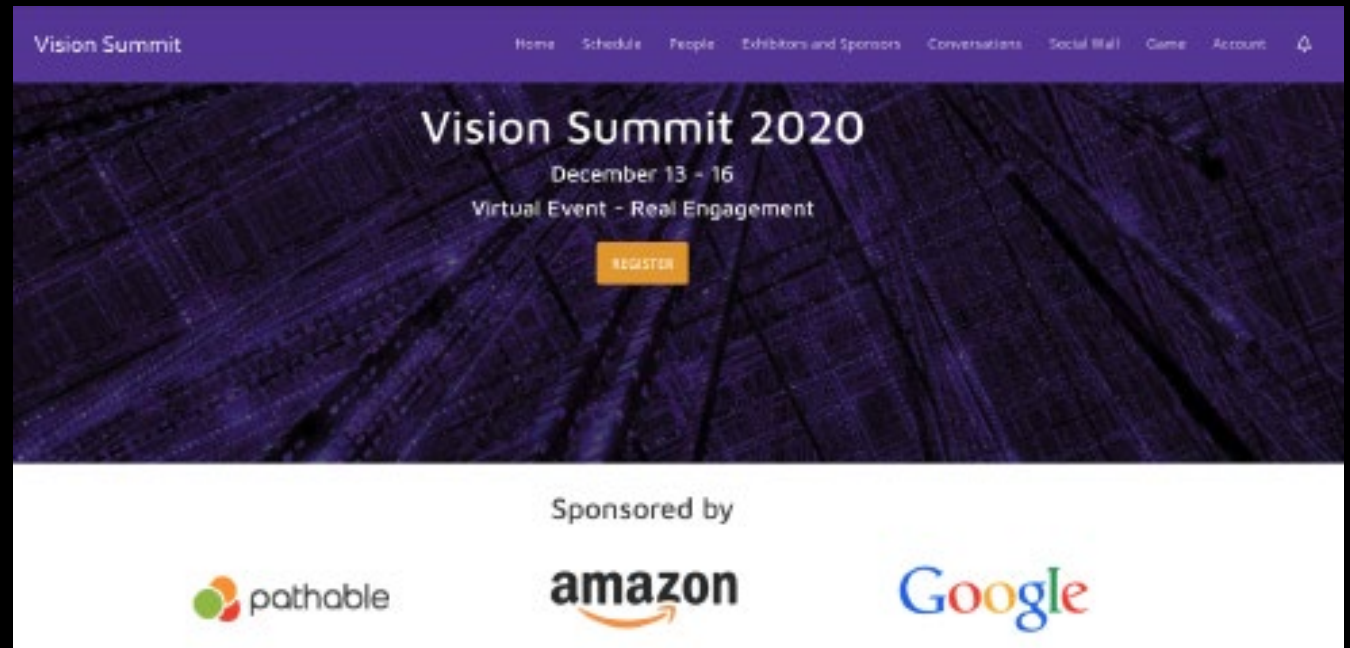 Vision Summit Home Schedule People Exhibitors and Sponsors Conversations Social Wall Game Account
Vision Summit 2020
December 13 - 16
Virtual Event - Real Engagement
REGISTER
Sponsored by
pathable amazon Google